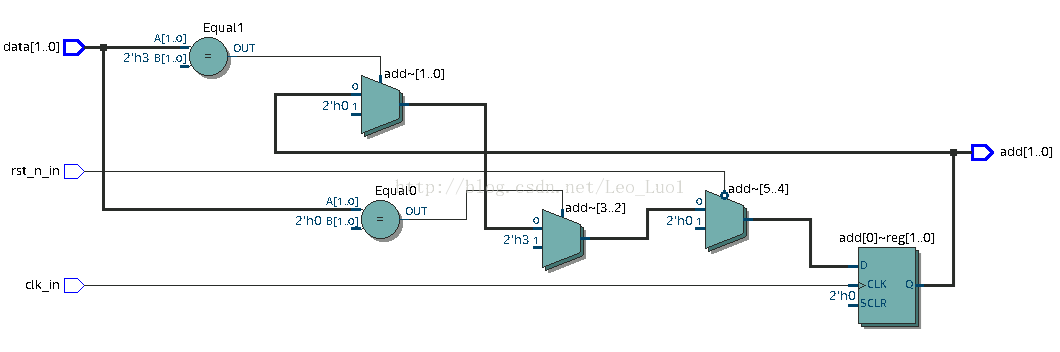 Equal1
data[1..0]
A[1..0]
OUT
2'h3 B[1..0]
=
add~[1..0]
0
2'h0 1
add[1..0]
rst_n_in
http://blog.csdn.net/Leo_Luo1
add~[5..4]
Equal0
A[1..0]
OUT
2'h0 B[1..0]
=
add~[3..2]
0
2'h3 1
0
2'h0 1
add[0]~reg[1..0]
D
clk_in
>CLK
Q
2'h0
SCLR